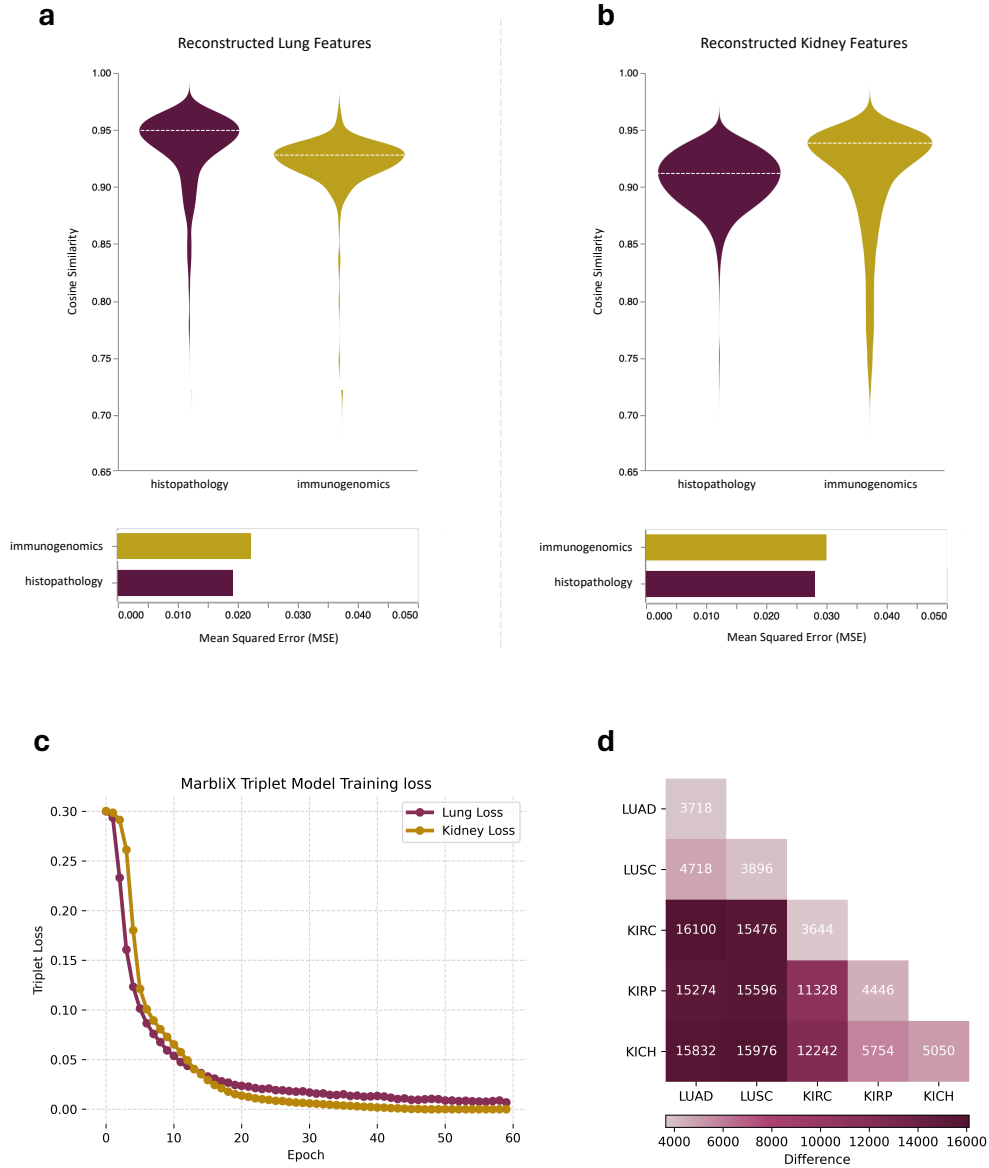 a
Reconstructed Lung Features
1.00
0.95
0.90
0.85
0.80
0.75
0.70
0.65
Cosine Similarity
histopathology immunogenomics
immunogenomics
histopathology
0.000 0.010 0.020 0.030 0.040 0.050
Mean Squared Error (MSE)
b
Reconstructed Kidney Features
1.00
0.95
0.90
0.85
0.80
0.75
0.70
0.65
Cosine Similarity
histopathology immunogenomics
immunogenomics
histopathology
0.000 0.010 0.020 0.030 0.040 0.050
Mean Squared Error (MSE)
c
MarbliX Triplet Model Training loss
Lung Loss
Kidney Loss
0.30
0.25
0.20
0.15
0.10
0.05
0.00
Triplet Loss
0 10 20 30 40 50 60
Epoch
d
LUAD 3718
LUSC 4718 3896
KIRC 16100 15476 3644
KIRP 15274 15596 11328 4446
KICH 15832 15976 12242 5754 5050
LUAD LUSC KIRC KIRP KICH
4000 6000 8000 10000 12000 14000 16000
Difference